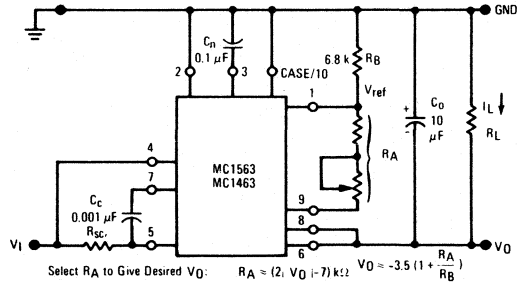 GND
Cn
0.1 µF
6.8 k
RB
2
3
CASE/10
Vref
1
+
CO
10
µF
-
IL
RL
RA
4
MC1563
MC1463
7
CC
0.001 µF
9
8
VI
RSC,
5
6
VO
Select RA to Give Desired VO:
RA ≈ (2| VO |-7) kΩ
VO ≈ -3.5 (1 + RA/RB)